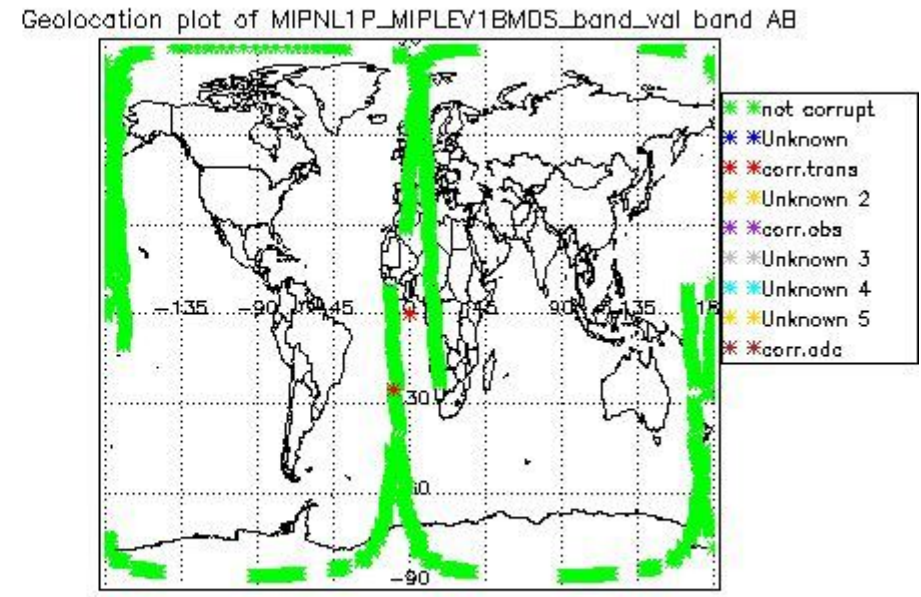 Geolocation plot of MIPNL1P_MIPLEV1BMDS_band_val band AB
not corrupt
Unknown
corr.trans
Unknown 2
corr.obs
Unknown 3
Unknown 4
Unknown 5
corr.adc
-135 -90 45 45 90 135 18
30
60
-90